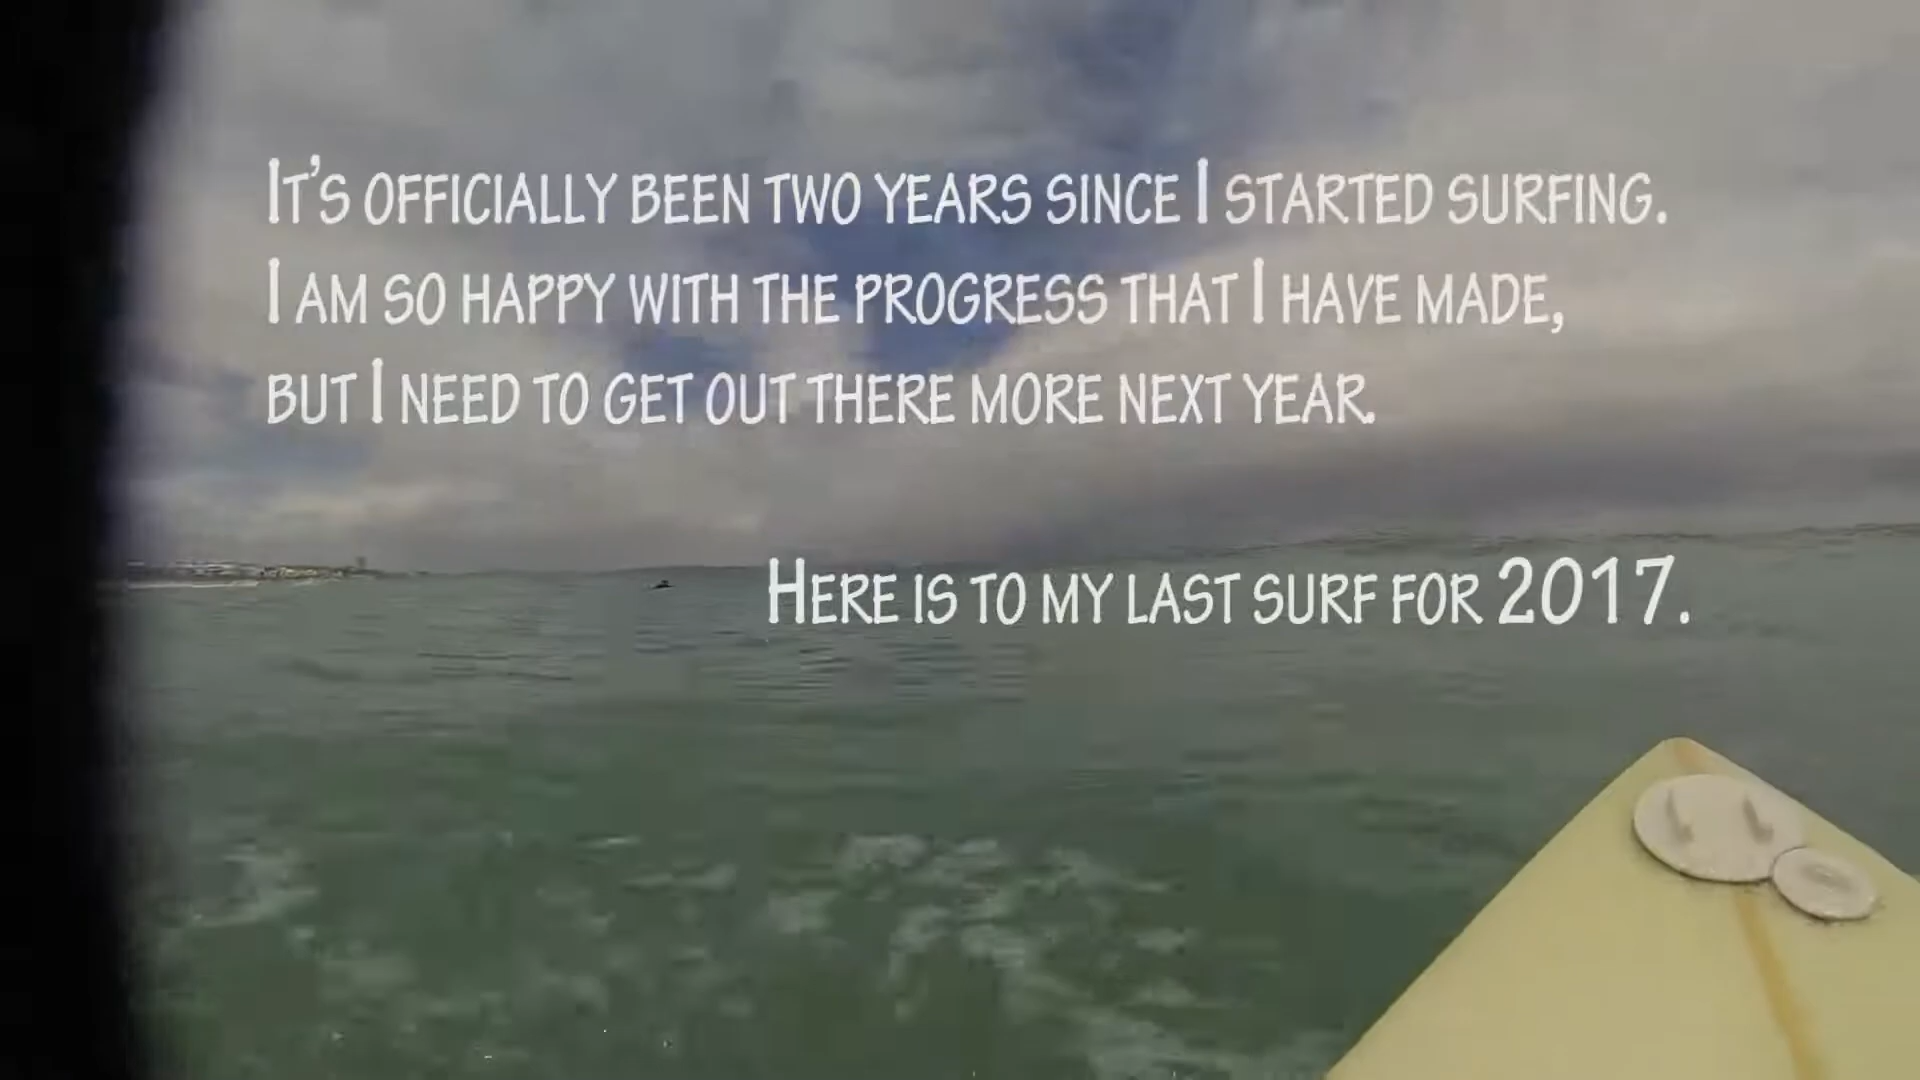 It's officially been two years since I started surfing.
I am so happy with the progress that I have made,
but I need to get out there more next year.
Here is to my last surf for 2017.